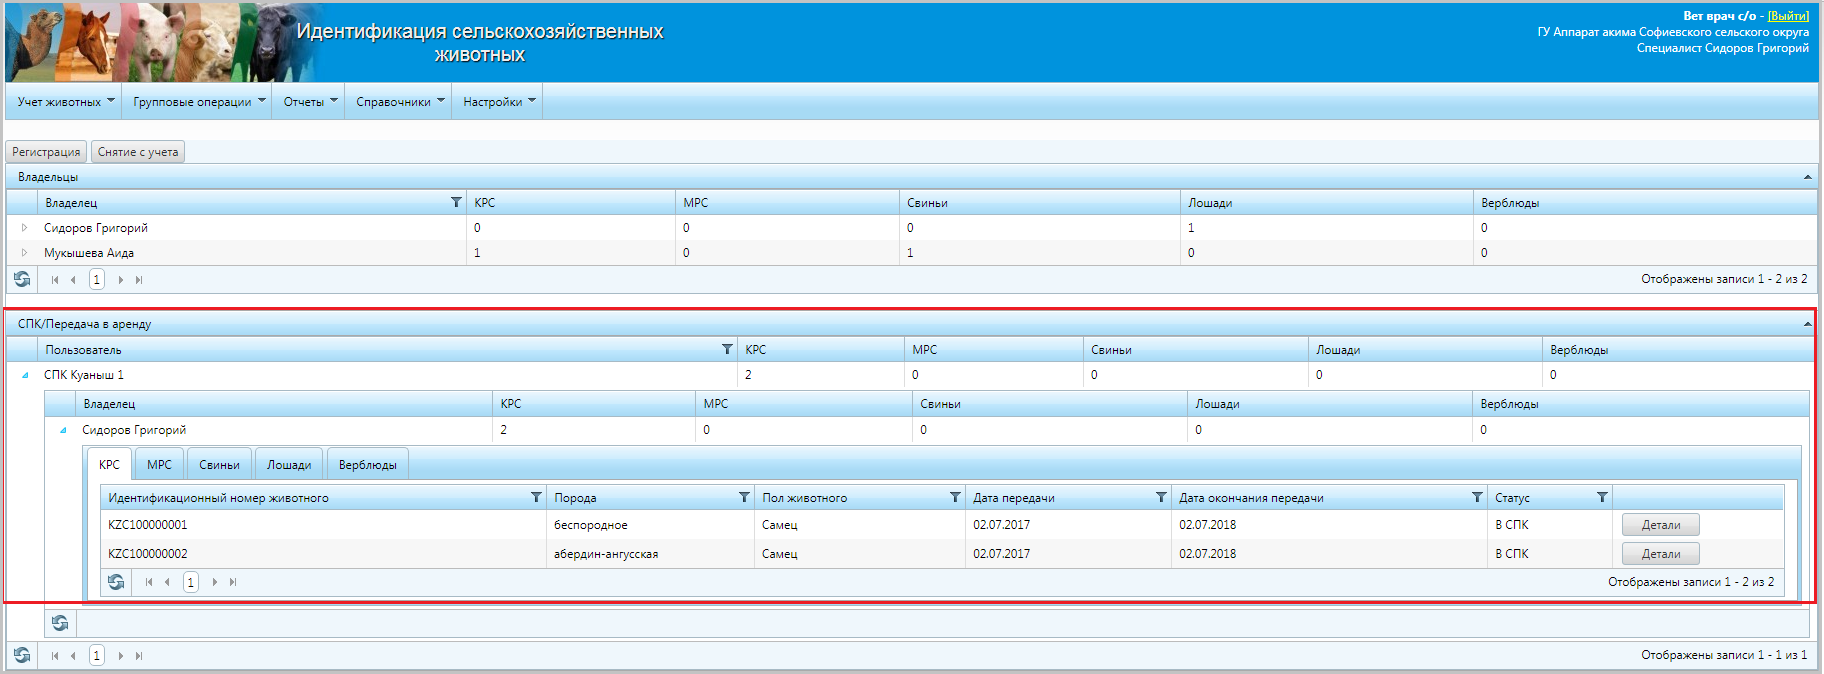 Идентификация сельскохозяйственных
животных
Вет врач с/о - [Выйти]
ГУ Аппарат акима Софиевского сельского округа
Специалист Сидоров Григорий
Учет животных Групповые операции Отчеты Справочники Настройки
Регистрация Снятие с учета
Владельцы
Владелец КРС МРС Свиньи Лошади Верблюды
Сидоров Григорий 0 0 0 1 0
Мукышева Аида 1 0 1 0 0
1 Отображены записи 1 - 2 из 2
СПК/Передача в аренду
Пользователь КРС МРС Свиньи Лошади Верблюды
СПК Куаныш 1 2 0 0 0 0
Владелец КРС МРС Свиньи Лошади Верблюды
Сидоров Григорий 2 0 0 0 0
КРС МРС Свиньи Лошади Верблюды
Идентификационный номер животного Порода Пол животного Дата передачи Дата окончания передачи Статус
KZC100000001 беспородное Самец 02.07.2017 02.07.2018 В СПК Детали
KZC100000002 абердин-ангусская Самец 02.07.2017 02.07.2018 В СПК Детали
1 Отображены записи 1 - 2 из 2
1 Отображены записи 1 - 1 из 1